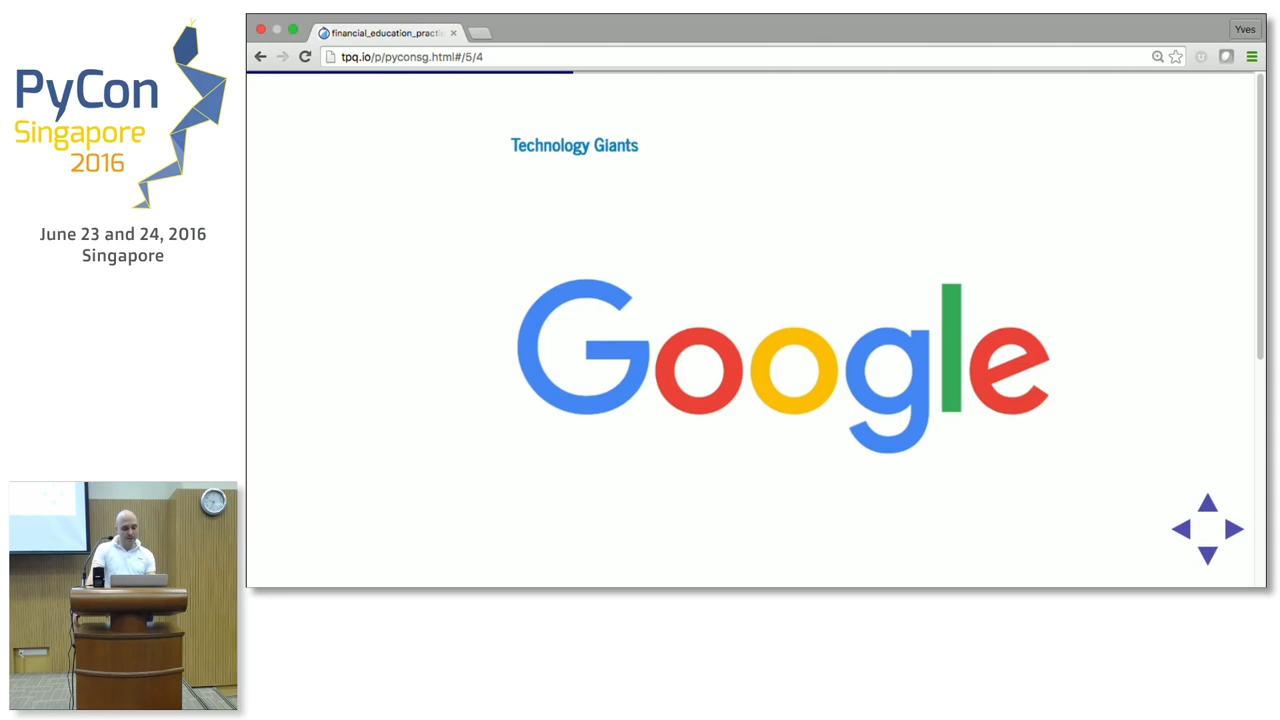 PyCon
Singapore
2016
June 23 and 24, 2016
Singapore
financial_education_practi
Yves
tpq.io/p/pyconsg.html#/5/4
Technology Giants
Google